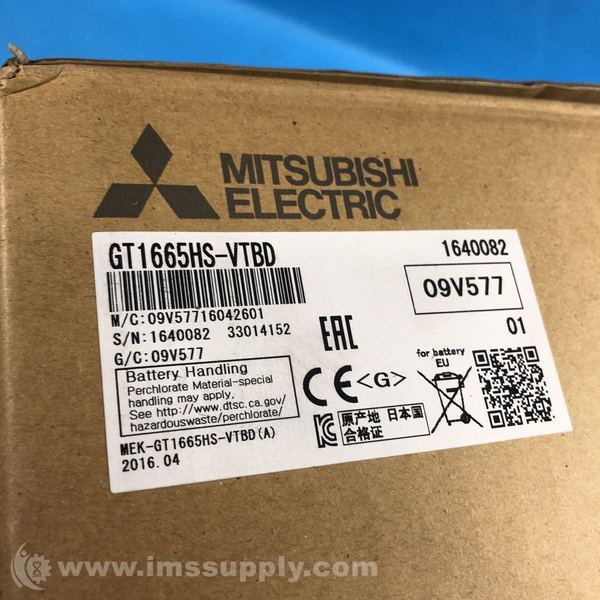 MITSUBISHI
ELECTRIC
GT1665HS-VTBD
1640082
M/C:09V57716042601
09V577
S/N:1640082 33014152
01
G/C:09V577
EAC
for battery
EU
Battery Handling
Perchlorate Material-special
handling may apply.
See http://www.dtsc.ca.gov/
hazardouswaste/perchlorate/
CE <G>
原产地 日本国
合格证
MEK-GT1665HS-VTBD(A)
2016.04
www.imssupply.com